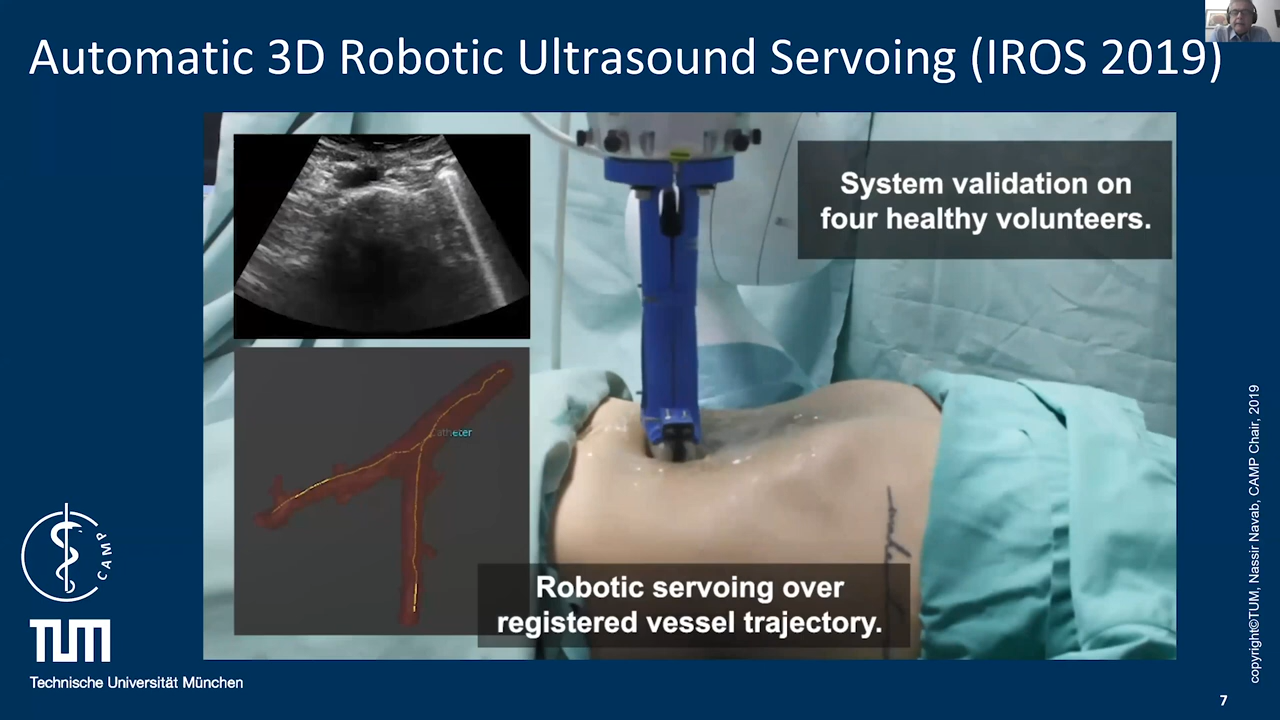 Automatic 3D Robotic Ultrasound Servoing (IROS 2019)
System validation on
four healthy volunteers.
Catheter
Robotic servoing over
registered vessel trajectory.
CAMP
TUM
Technische Universität München
copyright©TUM, Nassir Navab, CAMP Chair, 2019
7